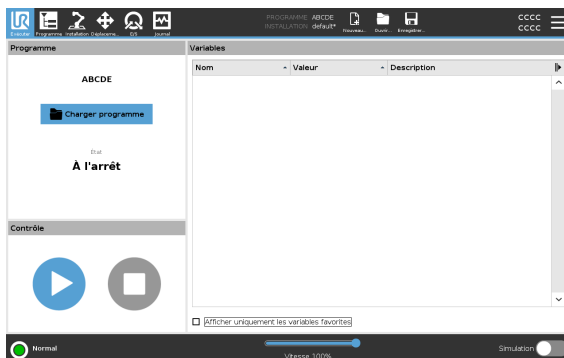 UR
PROGRAMME ABCDE
INSTALLATION default*
cccc
cccc
Exécuter Programme Installation Déplaceme... E/S Journal
Nouveau... Ouvrir... Enregistrer...
Programme
Variables
Nom Valeur Description
ABCDE
Charger programme
État
À l'arrêt
Contrôle
Afficher uniquement les variables favorites
Normal
Vitesse 100%
Simulation